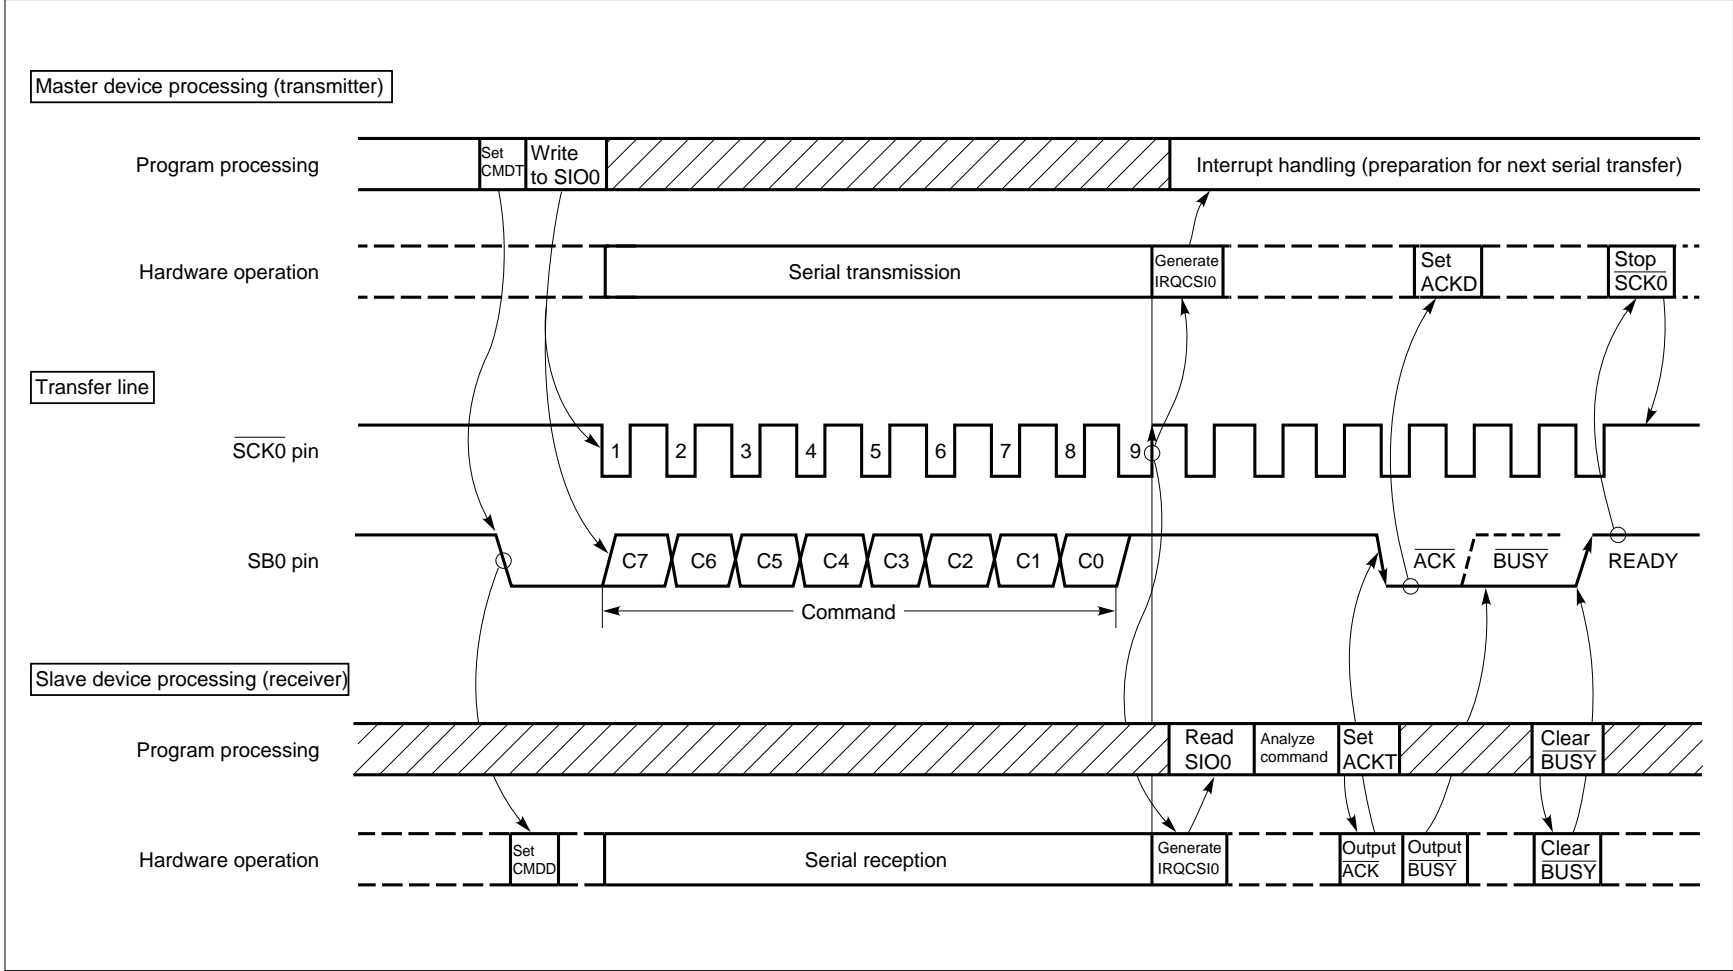 Master device processing (transmitter)
Program processing
Set
CMDT
Write
to SIO0
Interrupt handling (preparation for next serial transfer)
Hardware operation
Serial transmission
Generate
IRQCSI0
Set
ACKD
Stop
SCK0
Transfer line
SCK0 pin
1 2 3 4 5 6 7 8 9
SB0 pin
C7 C6 C5 C4 C3 C2 C1 C0
ACK
BUSY
READY
Command
Slave device processing (receiver)
Program processing
Read
SIO0
Analyze
command
Set
ACKT
Clear
BUSY
Hardware operation
Set
CMDD
Serial reception
Generate
IRQCSI0
Output
ACK
Output
BUSY
Clear
BUSY